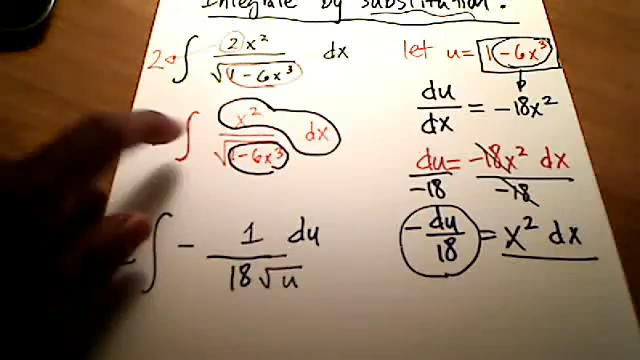 Integrate by substitution.
2 ∫ 2x² / √(1-6x³) dx
let u = 1-6x³
du/dx = -18x²
∫ x² / √(1-6x³) dx
du/-18 = -18x² dx / -18
-du/18 = x² dx
∫ - 1/(18√u) du